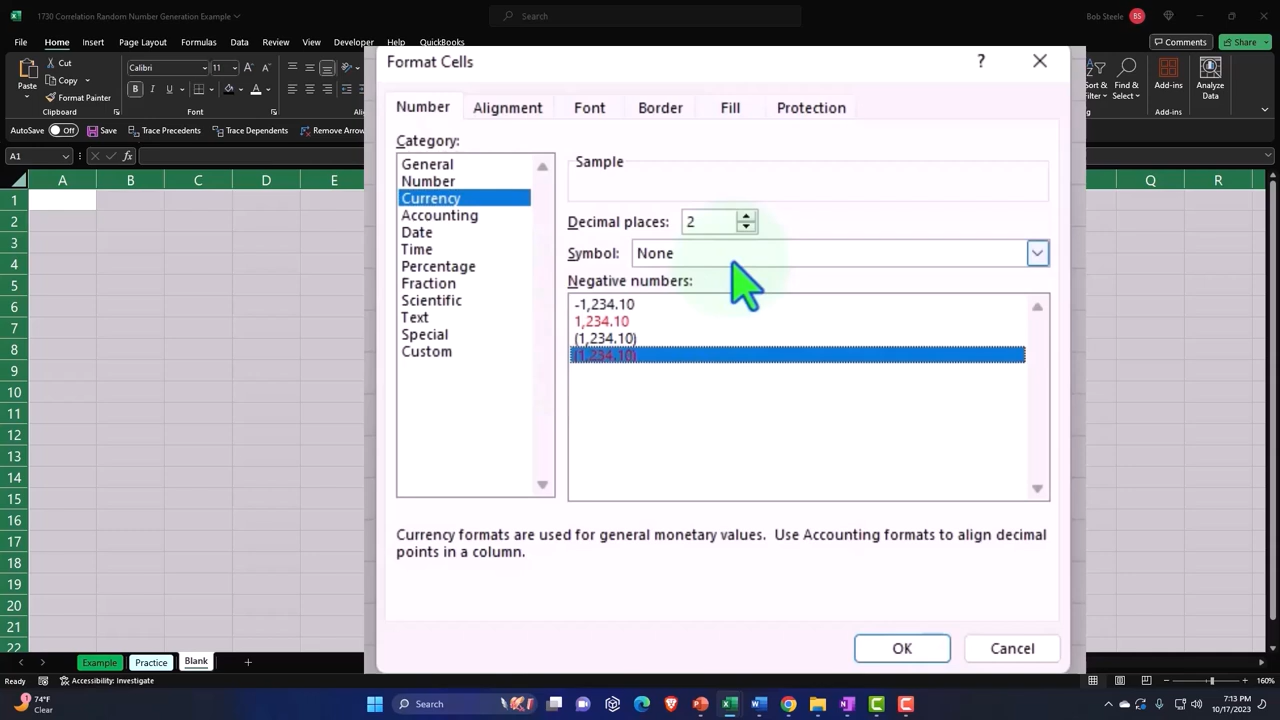 1730 Correlation Random Number Generation Example
Search
Bob Steele BS
File Home Insert Page Layout Formulas Data Review View Developer Help QuickBooks
Comments Share
Paste
Cut
Copy
Format Painter
Calibri 11
B I U
Sort & Filter
Find & Select
Add-ins
Analyze Data
AutoSave Off Save Trace Precedents Trace Dependents Remove Arrow
A1 fx
A B C D E Q R
1
2
3
4
5
6
7
8
9
10
11
12
13
14
15
16
17
18
19
20
21
22
Format Cells ?
Number Alignment Font Border Fill Protection
Category:
General
Number
Currency
Accounting
Date
Time
Percentage
Fraction
Scientific
Text
Special
Custom
Sample
Decimal places: 2
Symbol: None
Negative numbers:
-1,234.10
1,234.10
(1,234.10)
(1,234.10)
Currency formats are used for general monetary values. Use Accounting formats to align decimal
points in a column.
OK Cancel
Example Practice Blank +
Ready Accessibility: Investigate 160%
74°F
Clear
Search
7:13 PM
10/17/2023